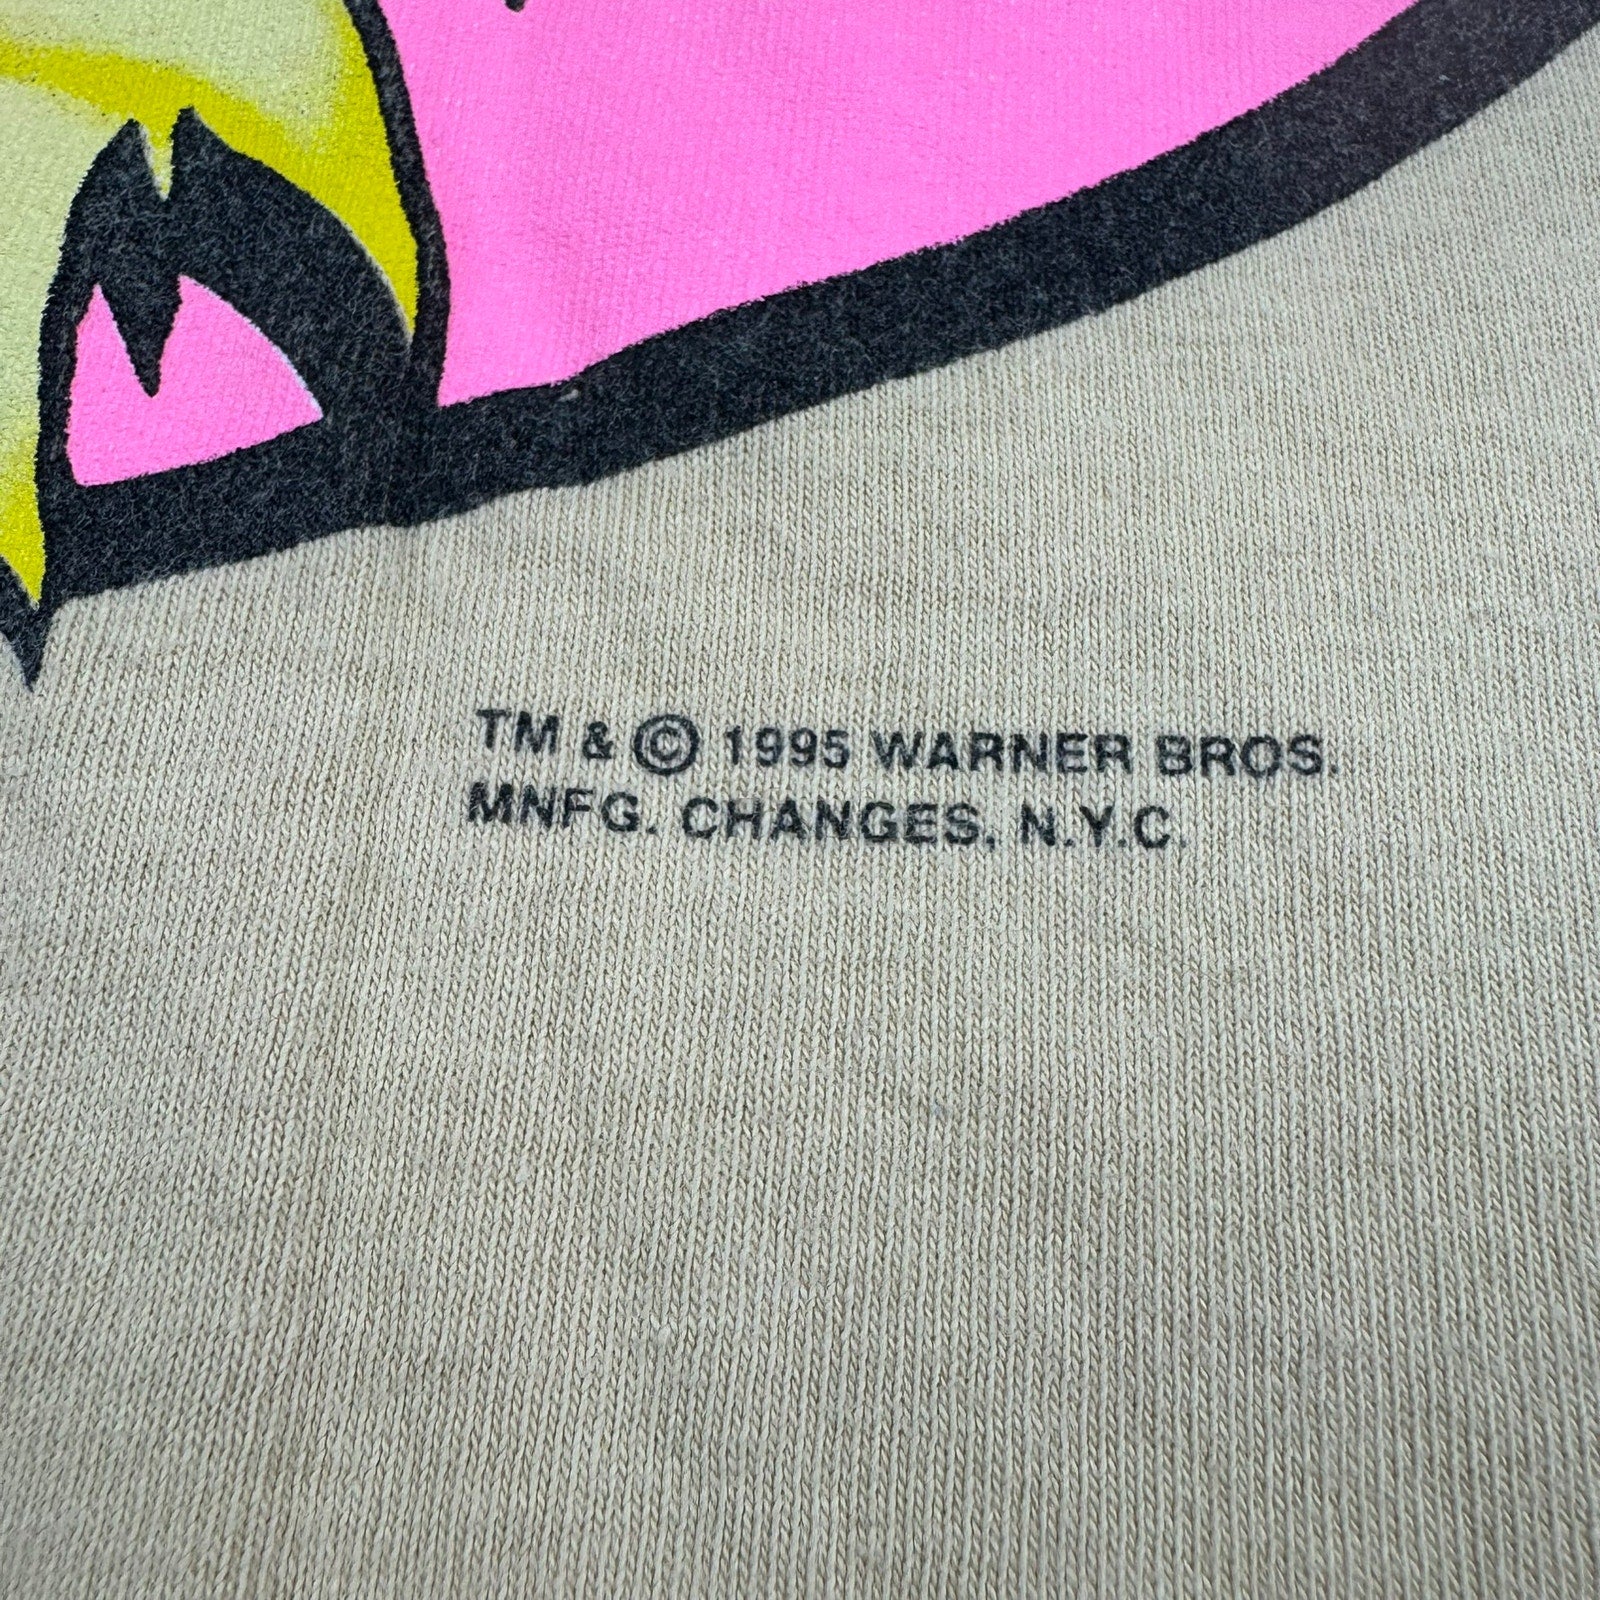 TM & © 1995 WARNER BROS.
MNFG. CHANGES, N.Y.C.